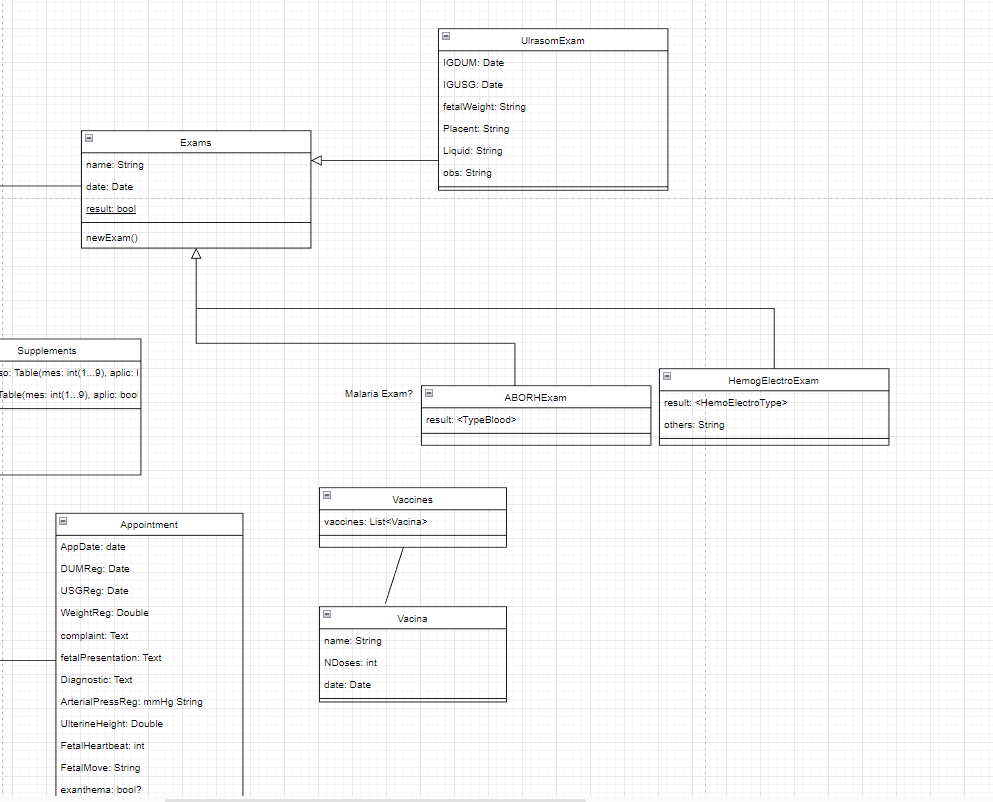 UlrasomExam
IGDUM: Date
IGUSG: Date
fetalWeight: String
Placent: String
Liquid: String
obs: String
Exams
name: String
date: Date
result: bool
newExam()
Supplements
so: Table(mes: int(1...9), aplic: 
Table(mes: int(1...9), aplic: bool
Malaria Exam?
ABORHExam
result: <TypeBlood>
HemogElectroExam
result: <HemoElectroType>
others: String
Vaccines
vaccines: List<Vacina>
Vacina
name: String
NDoses: int
date: Date
Appointment
AppDate: date
DUMReg: Date
USGReg: Date
WeightReg: Double
complaint: Text
fetalPresentation: Text
Diagnostic: Text
ArterialPressReg: mmHg String
UlterineHeight: Double
FetalHeartbeat: int
FetalMove: String
exanthema: bool?